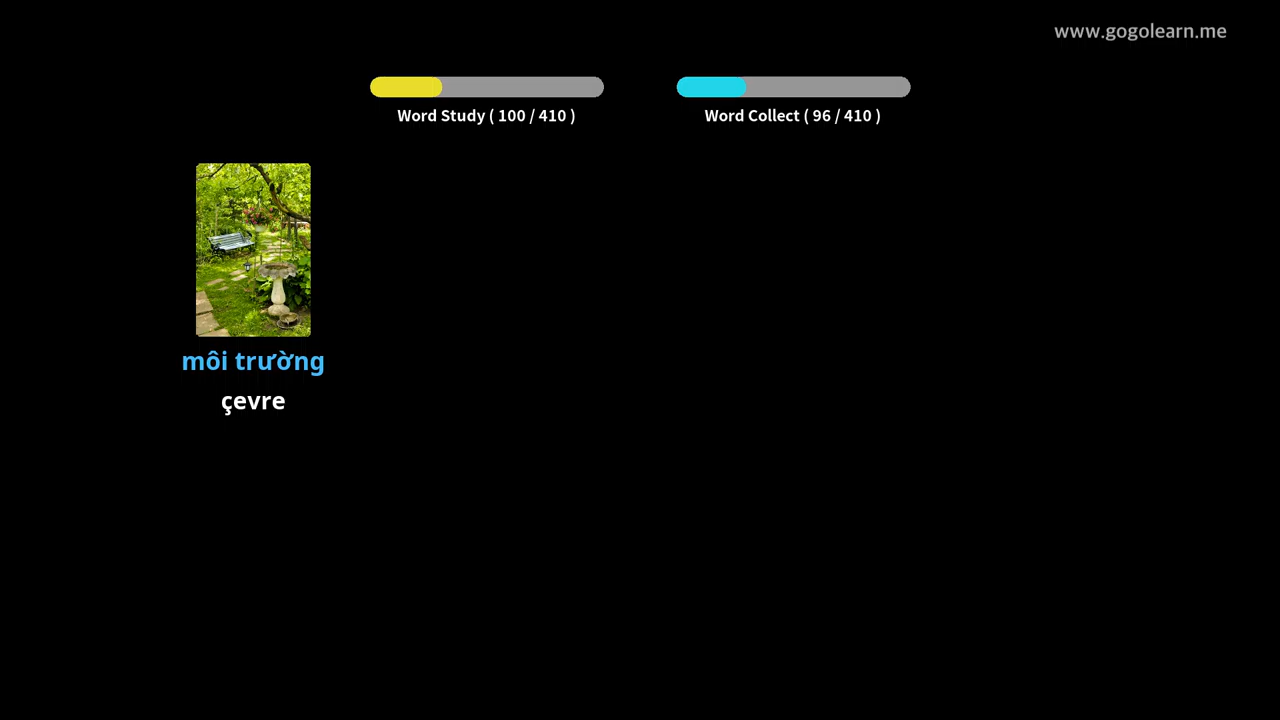 www.gogolearn.me
Word Study ( 100 / 410 )
Word Collect ( 96 / 410 )
môi trường
çevre